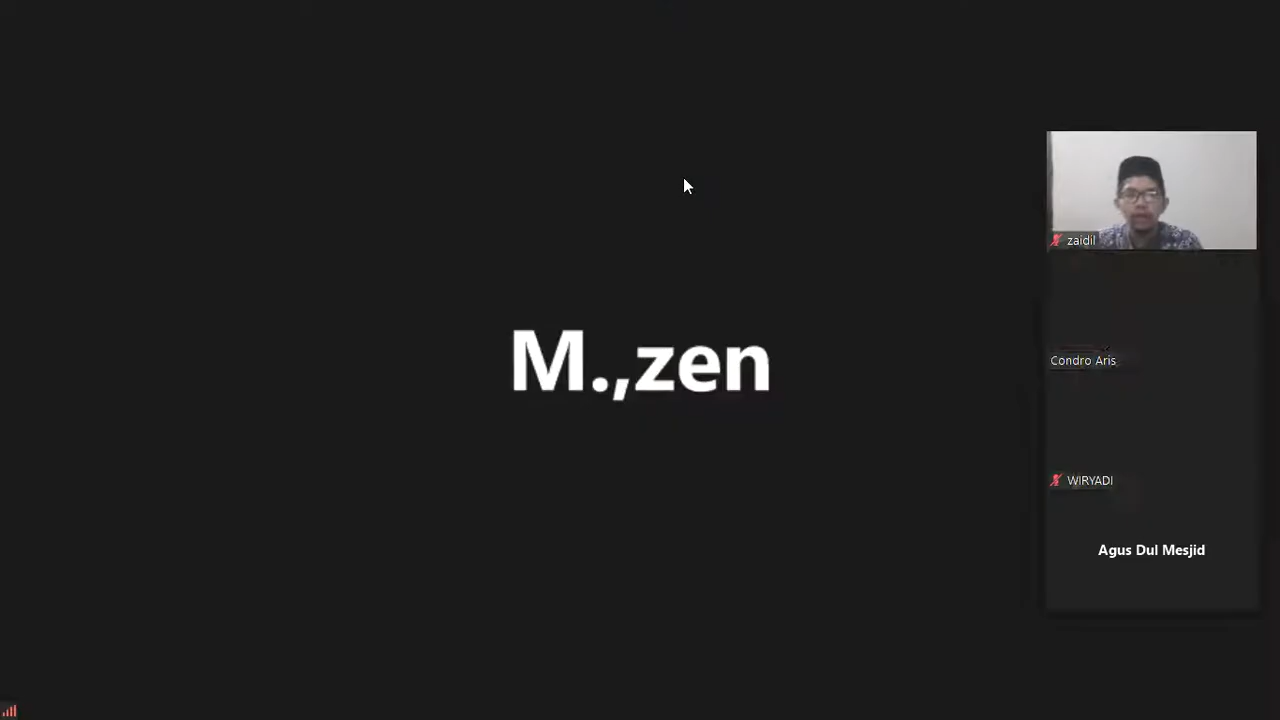 M.,zen
zaidil
Condro Aris
WIRYADI
Agus Dul Mesjid